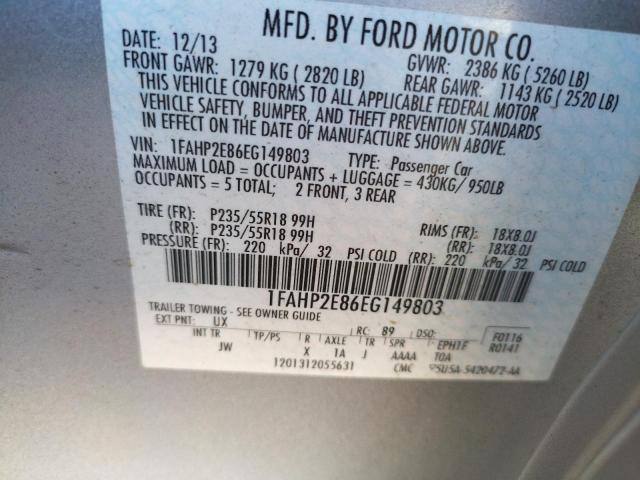 MFD. BY FORD MOTOR CO.
DATE: 12/13 GVWR: 2386 KG ( 5260 LB)
FRONT GAWR: 1279 KG ( 2820 LB) REAR GAWR: 1143 KG ( 2520 LB)
THIS VEHICLE CONFORMS TO ALL APPLICABLE FEDERAL MOTOR
VEHICLE SAFETY, BUMPER, AND THEFT PREVENTION STANDARDS
IN EFFECT ON THE DATE OF MANUFACTURE SHOWN ABOVE.
VIN: 1FAHP2E86EG149803 TYPE: Passenger Car
MAXIMUM LOAD = OCCUPANTS + LUGGAGE = 430KG/ 950LB
OCCUPANTS = 5 TOTAL; 2 FRONT, 3 REAR
TIRE (FR): P235/55R18 99H RIMS (FR): 18X8.0J
(RR): P235/55R18 99H (RR): 18X8.0J
PRESSURE (FR): 220 kPa/ 32 PSI COLD (RR): 220 kPa/ 32 PSI COLD
1FAHP2E86EG149803
TRAILER TOWING - SEE OWNER GUIDE
EXT PNT: UX RC: 89 DSO: F0116
INT TR TP/PS R AXLE TR SPR EPH1F R0141
JW X 1A J AAAA TOA
1201312055631 CMC 5U5A-5420472-AA